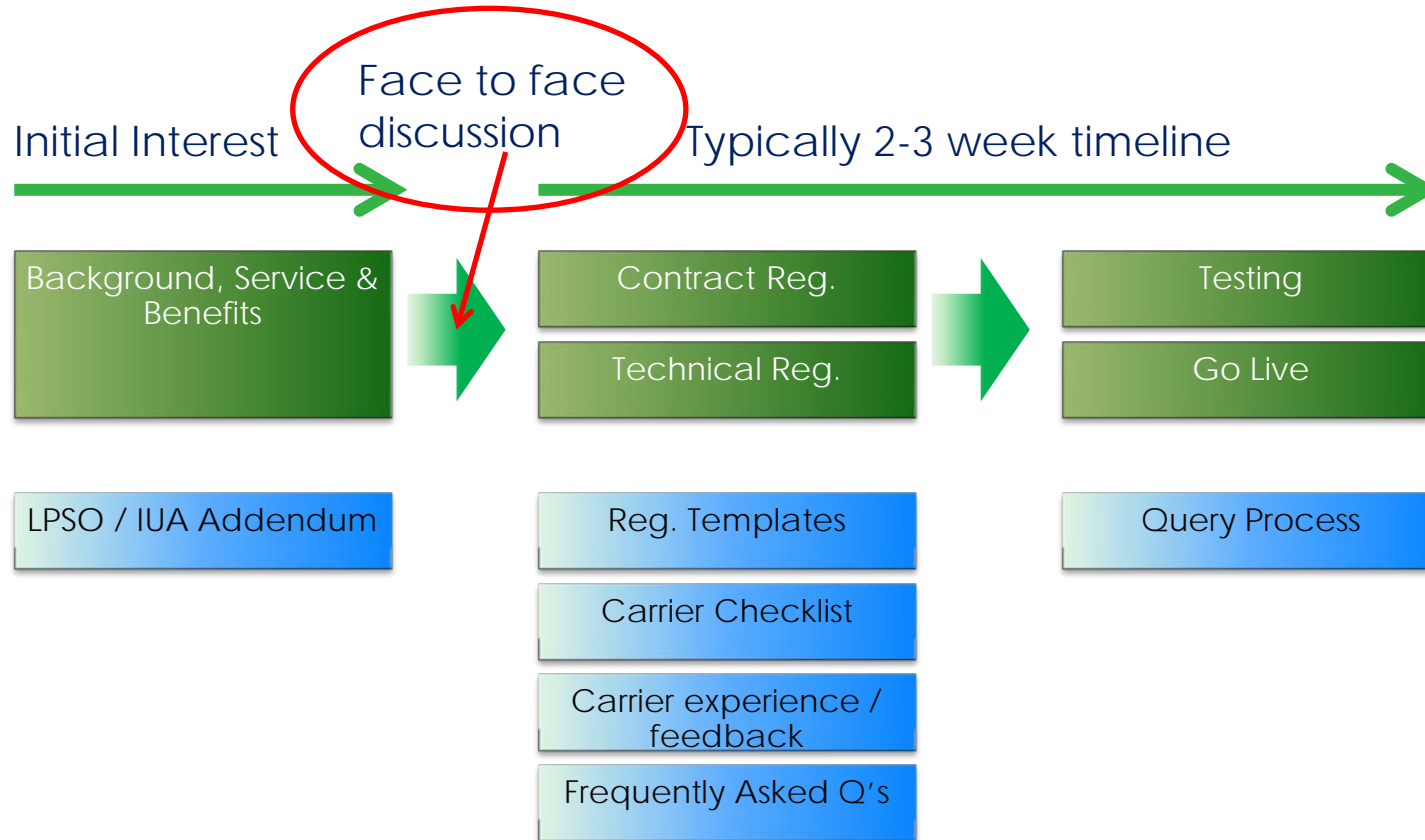 Face to face
discussion
Initial Interest
Typically 2-3 week timeline
Background, Service &
Benefits
Contract Reg.
Technical Reg.
Testing
Go Live
LPSO / IUA Addendum
Reg. Templates
Carrier Checklist
Carrier experience /
feedback
Frequently Asked Q's
Query Process